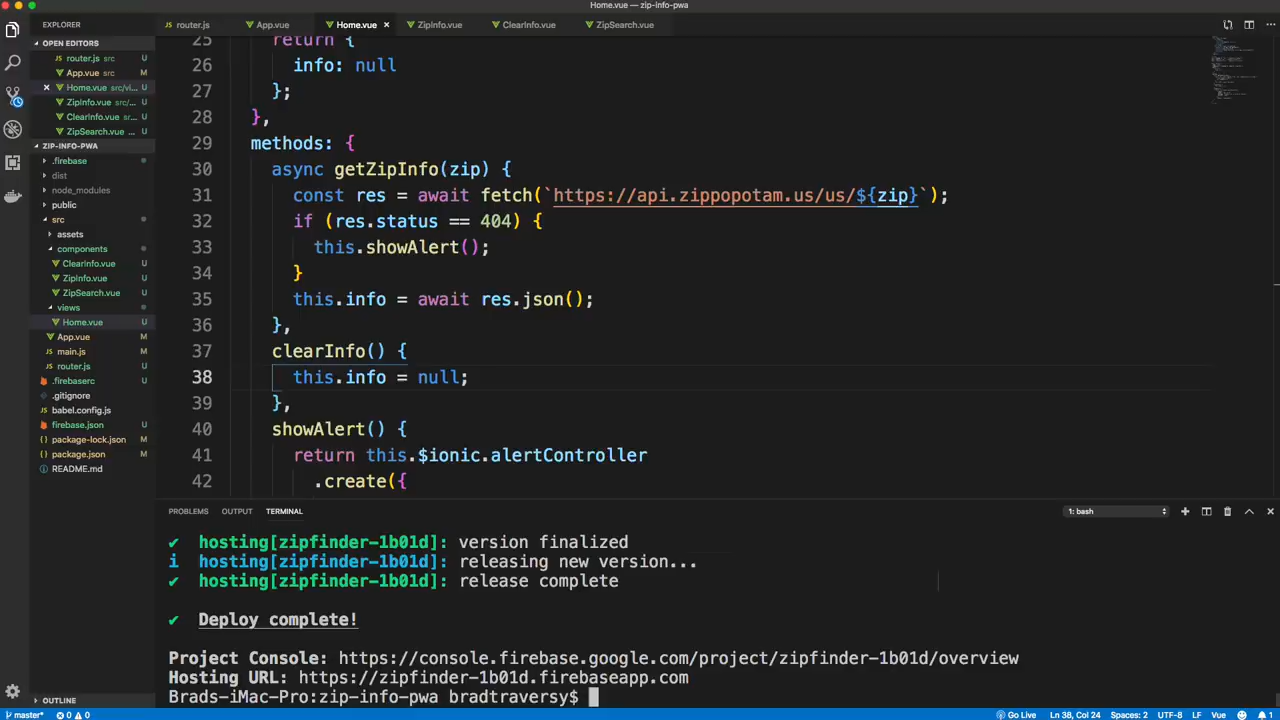 Home.vue — zip-info-pwa
EXPLORER
router.js
App.vue
Home.vue
ZipInfo.vue
ClearInfo.vue
ZipSearch.vue
OPEN EDITORS
router.js src U
App.vue src M
Home.vue src/vi... U
ZipInfo.vue src/... U
ClearInfo.vue sr... U
ZipSearch.vue ... U
ZIP-INFO-PWA
.firebase
dist
node_modules
public
src
assets
components
ClearInfo.vue U
ZipInfo.vue U
ZipSearch.vue U
views
Home.vue U
App.vue M
main.js M
router.js U
.firebaserc U
.gitignore
babel.config.js
firebase.json U
package-lock.json M
package.json M
README.md
OUTLINE
25 return {
26 info: null
27 };
28 },
29 methods: {
30 async getZipInfo(zip) {
31 const res = await fetch(`https://api.zippopotam.us/us/${zip}`);
32 if (res.status == 404) {
33 this.showAlert();
34 }
35 this.info = await res.json();
36 },
37 clearInfo() {
38 this.info = null;
39 },
40 showAlert() {
41 return this.$ionic.alertController
42 .create({
PROBLEMS OUTPUT TERMINAL 1: bash
✔ hosting[zipfinder-1b01d]: version finalized
i hosting[zipfinder-1b01d]: releasing new version...
✔ hosting[zipfinder-1b01d]: release complete
✔ Deploy complete!
Project Console: https://console.firebase.google.com/project/zipfinder-1b01d/overview
Hosting URL: https://zipfinder-1b01d.firebaseapp.com
Brads-iMac-Pro:zip-info-pwa bradtraversy$
master* 0 0 Go Live Ln 38, Col 24 Spaces: 2 UTF-8 LF Vue 1